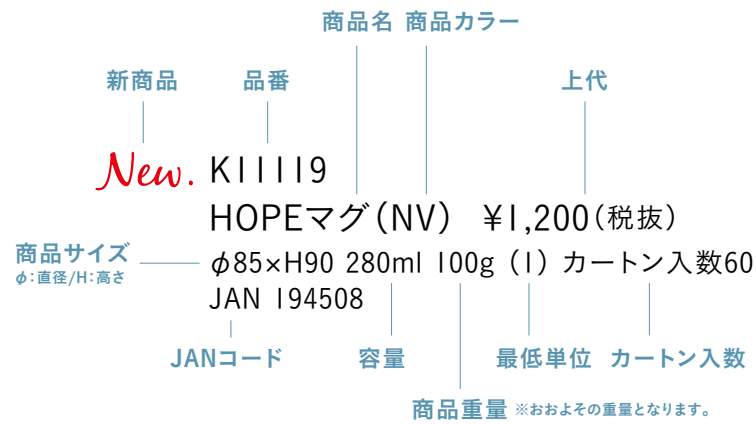 商品名 商品カラー
新商品 品番 上代
New. K11119
HOPEマグ（NV） ¥1,200（税抜）
商品サイズ
φ：直径/H：高さ
φ85×H90 280ml 100g（1）カートン入数60
JAN 194508
JANコード 容量 最低単位 カートン入数
商品重量 ※おおよその重量となります。